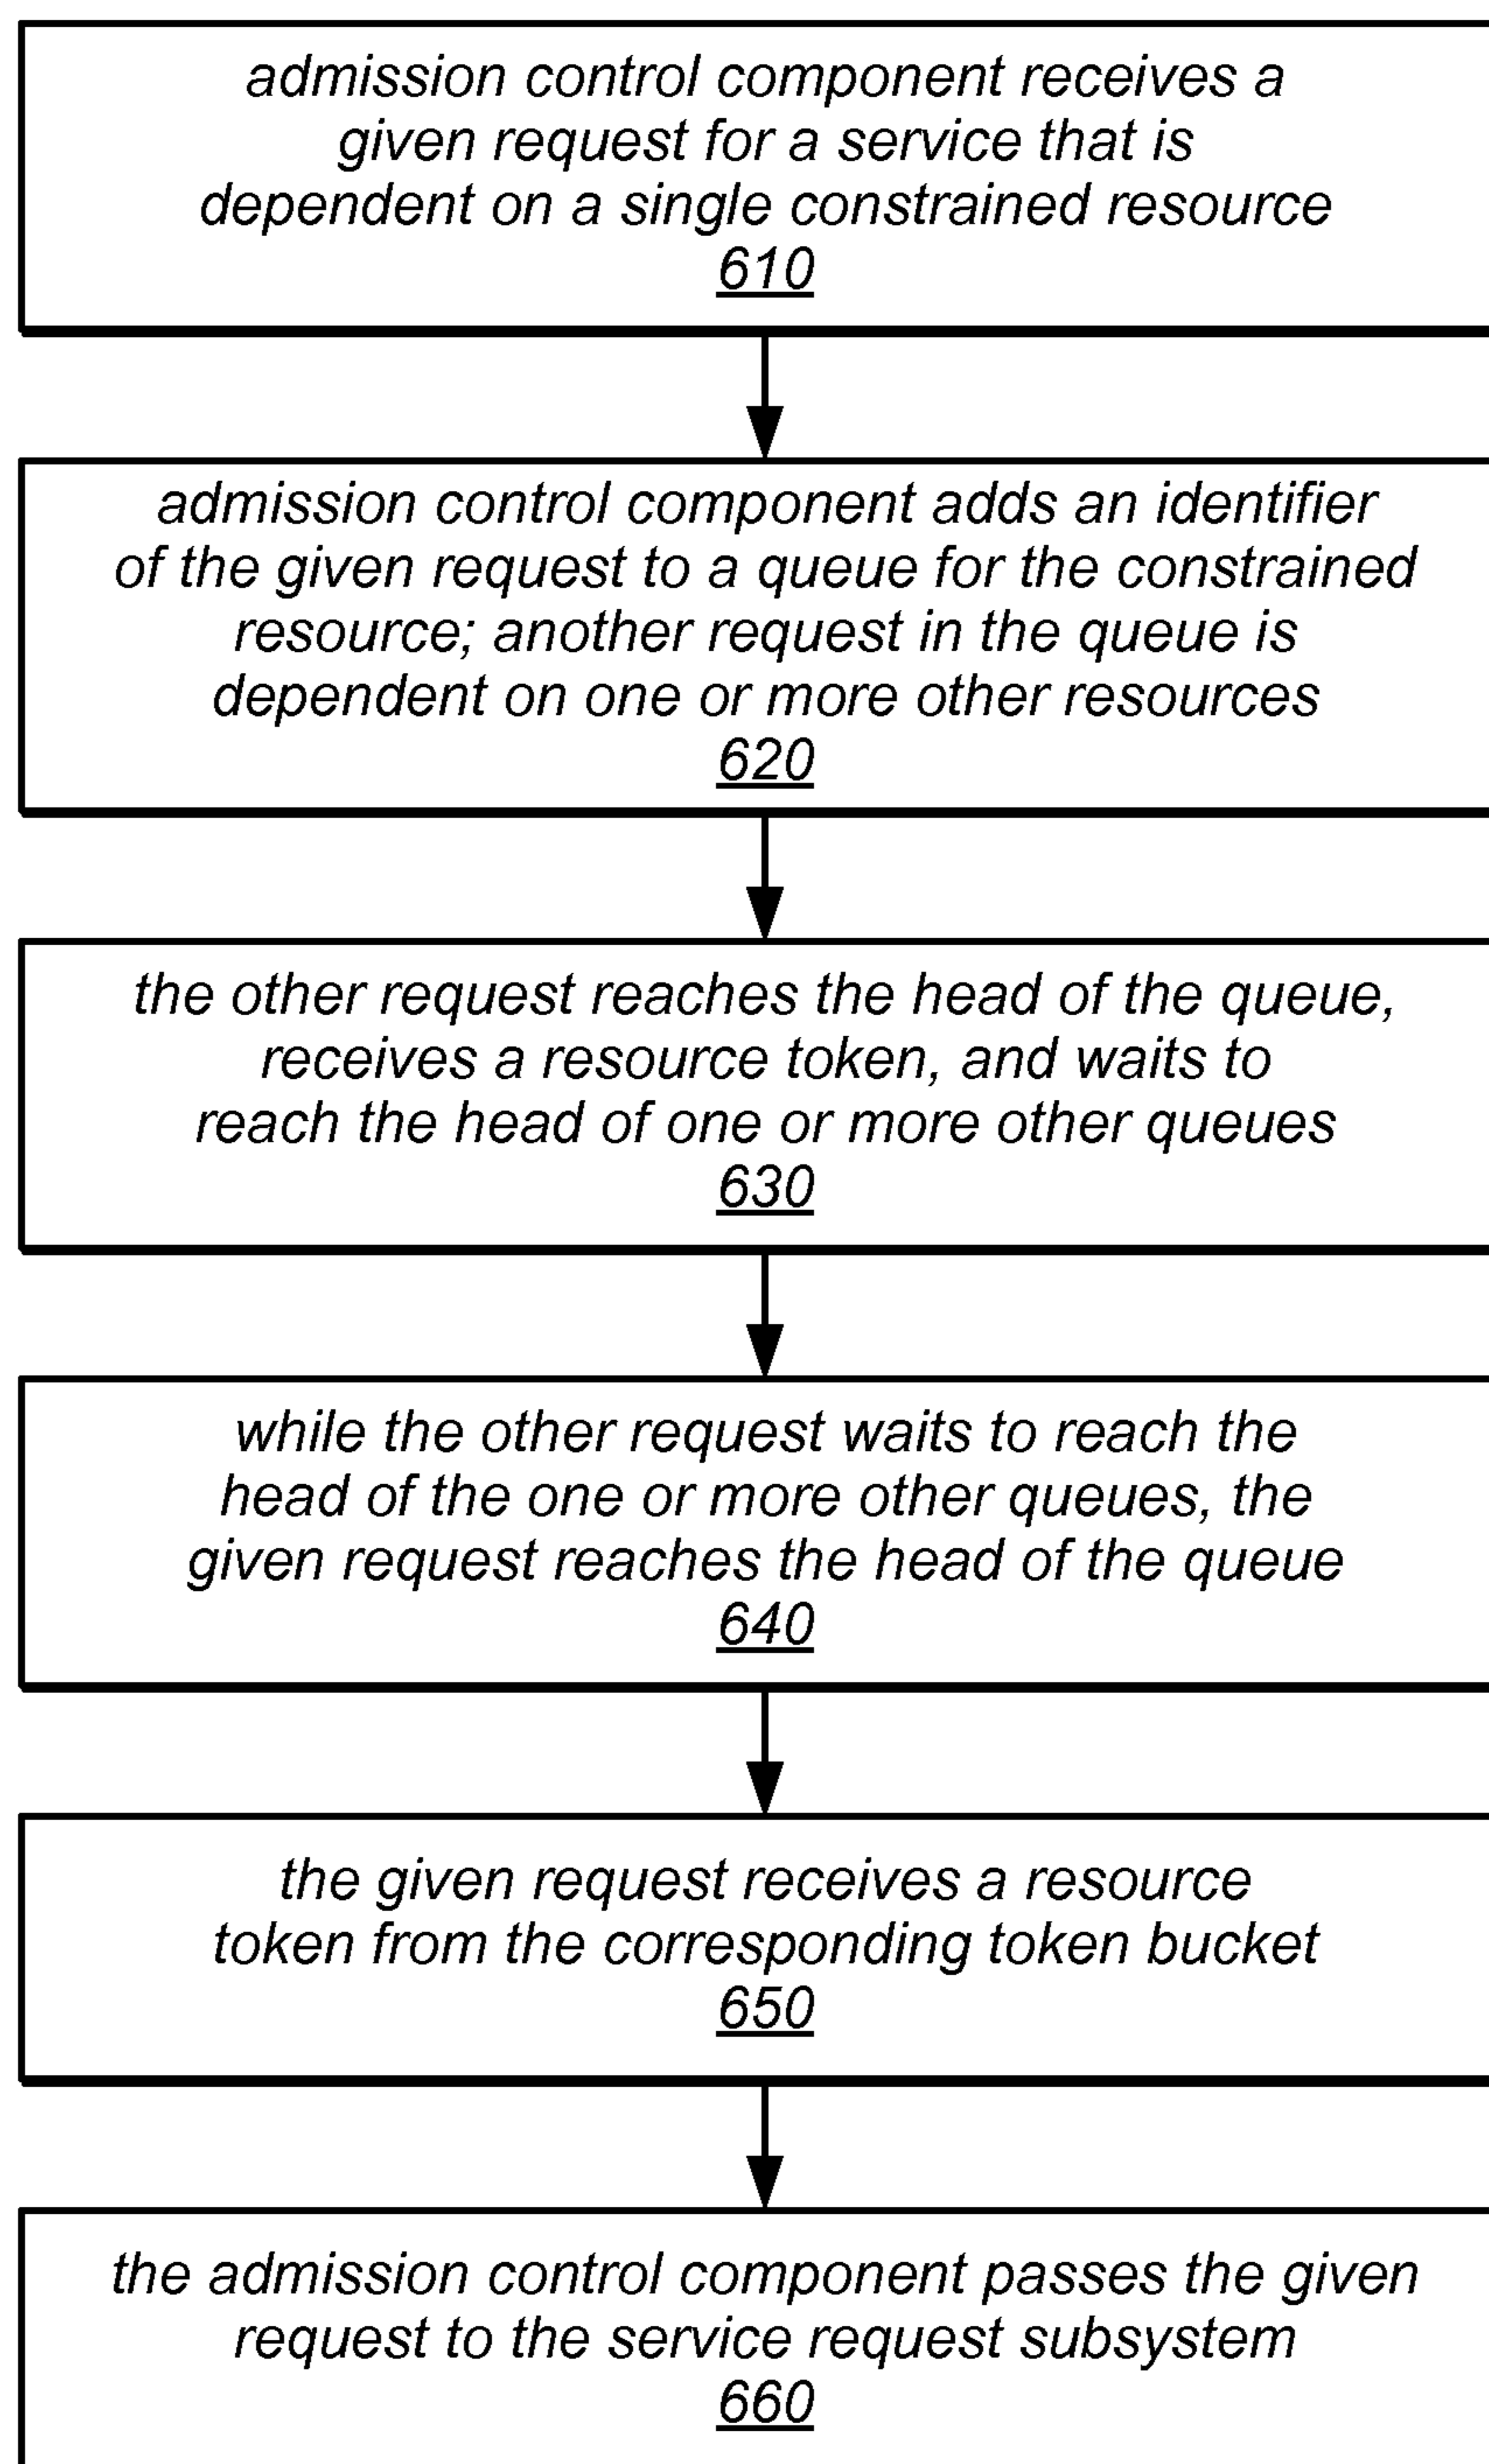 admission control component receives a
given request for a service that is
dependent on a single constrained resource
610
admission control component adds an identifier
of the given request to a queue for the constrained
resource; another request in the queue is
dependent on one or more other resources
620
the other request reaches the head of the queue,
receives a resource token, and waits to
reach the head of one or more other queues
630
while the other request waits to reach the
head of the one or more other queues, the
given request reaches the head of the queue
640
the given request receives a resource
token from the corresponding token bucket
650
the admission control component passes the given
request to the service request subsystem
660